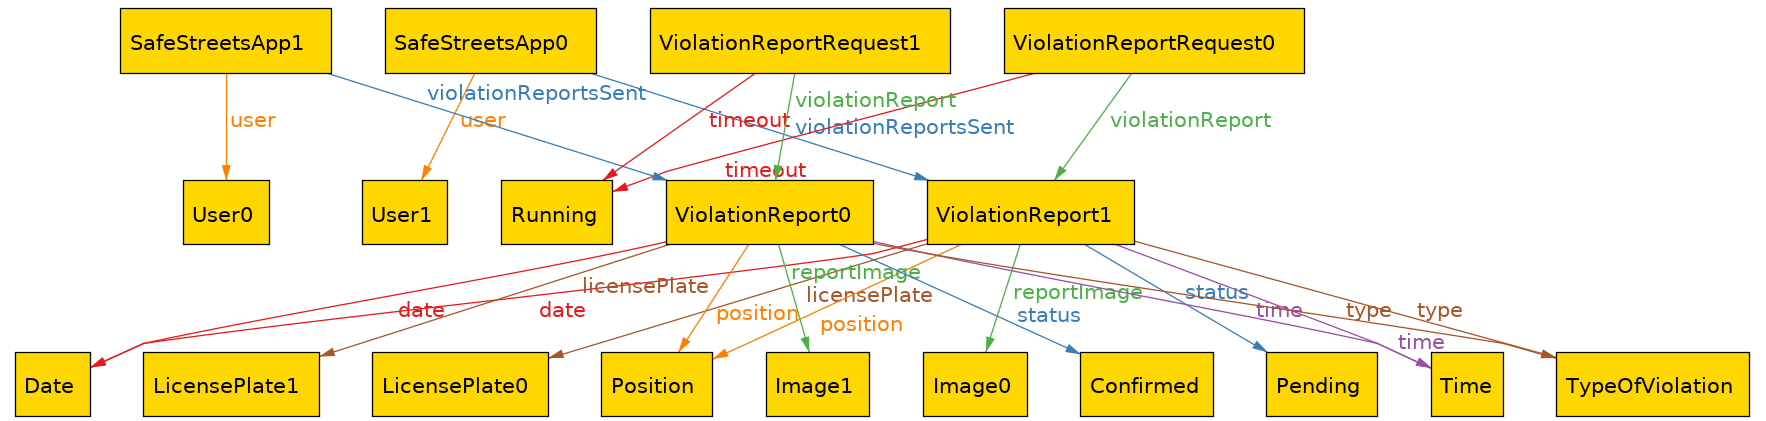 SafeStreetsApp1
SafeStreetsApp0
ViolationReportRequest1
ViolationReportRequest0
violationReportsSent
violationReport
user
user
timeout
violationReportsSent
violationReport
timeout
User0
User1
Running
ViolationReport0
ViolationReport1
reportImage
licensePlate
licensePlate
reportImage
status
date
date
position
position
status
time
type
type
time
Date
LicensePlate1
LicensePlate0
Position
Image1
Image0
Confirmed
Pending
Time
TypeOfViolation